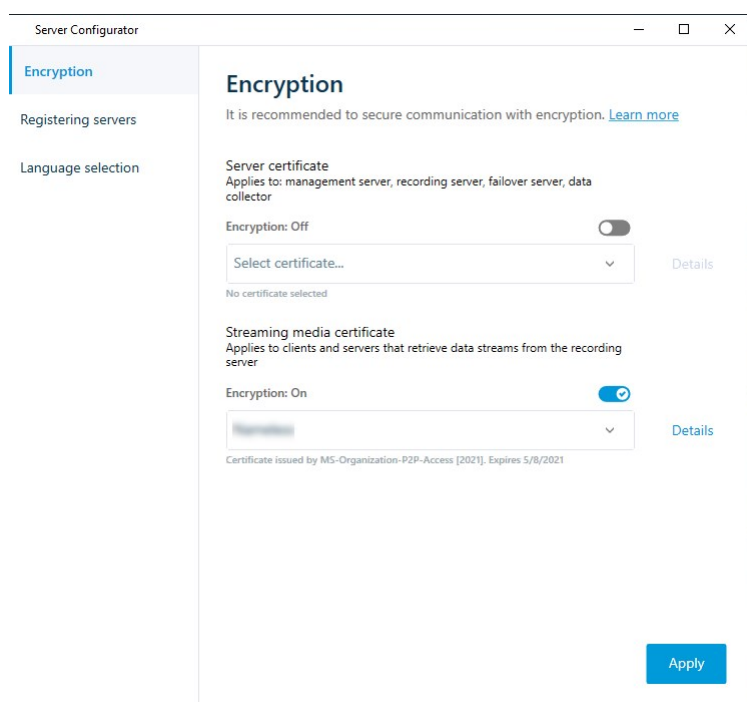 Server Configurator
Encryption
Registering servers
Language selection
Encryption
It is recommended to secure communication with encryption. Learn more
Server certificate
Applies to: management server, recording server, failover server, data
collector
Encryption: Off
Select certificate...
Details
No certificate selected
Streaming media certificate
Applies to clients and servers that retrieve data streams from the recording
server
Encryption: On
Details
Certificate issued by MS-Organization-P2P-Access [2021]. Expires 5/8/2021
Apply